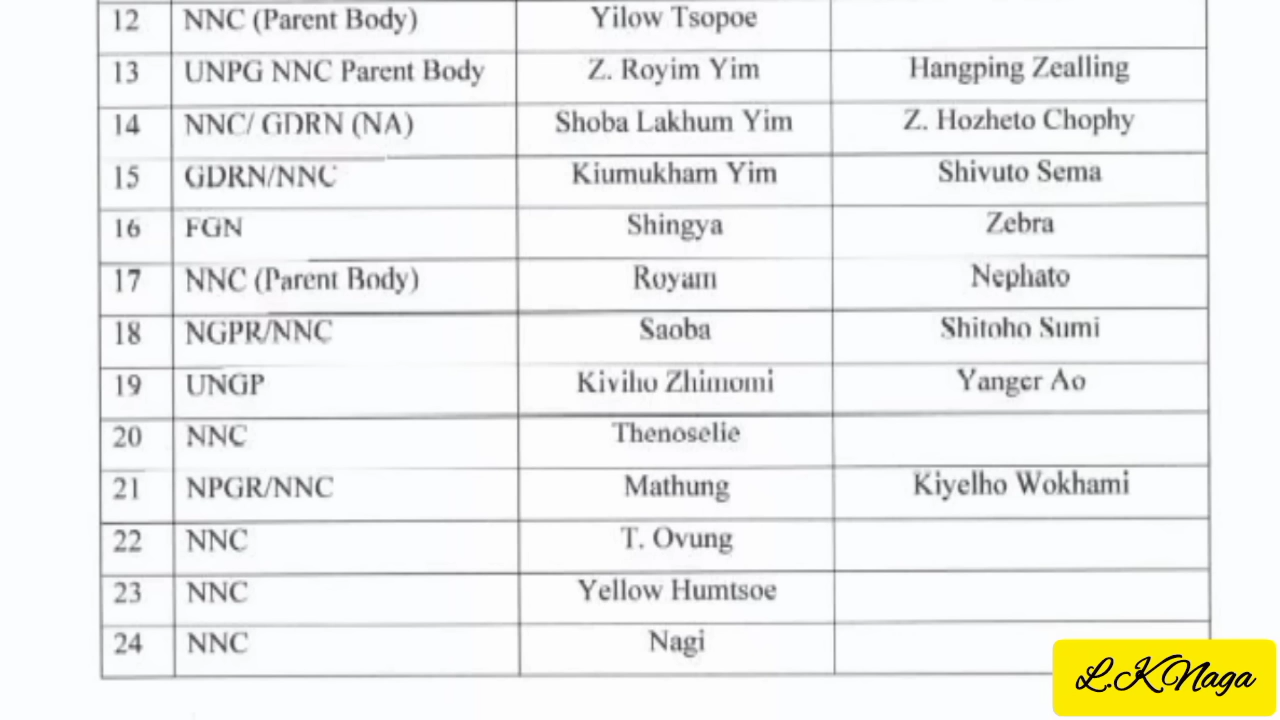 12 NNC (Parent Body) Yilow Tsopoe
13 UNPG NNC Parent Body Z. Royim Yim Hangping Zealling
14 NNC/ GDRN (NA) Shoba Lakhum Yim Z. Hozheto Chophy
15 GDRN/NNC Kiumukham Yim Shivuto Sema
16 FGN Shingya Zebra
17 NNC (Parent Body) Royam Nephato
18 NGPR/NNC Saoba Shitoho Sumi
19 UNGP Kiviho Zhimomi Yanger Ao
20 NNC Thenoselie
21 NPGR/NNC Mathung Kiyelho Wokhami
22 NNC T. Ovung
23 NNC Yellow Humtsoe
24 NNC Nagi
L.K Naga